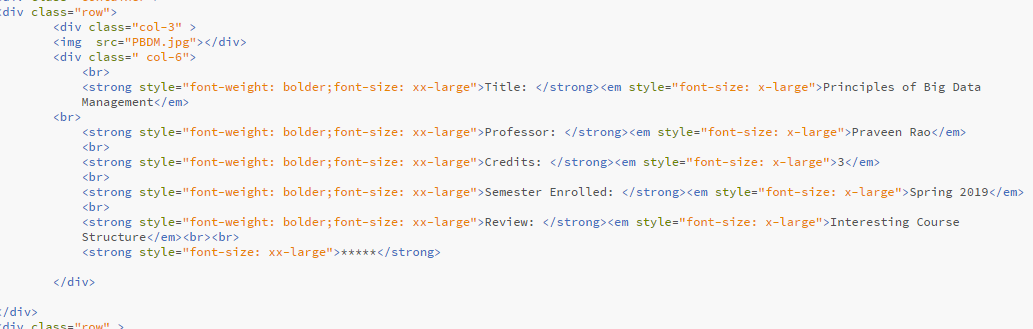 <div class="row">
<div class="col-3" >
<img  src="PBDM.jpg"></div>
<div class=" col-6">
<br>
<strong style="font-weight: bolder;font-size: xx-large">Title: </strong><em style="font-size: x-large">Principles of Big Data
Management</em>
<br>
<strong style="font-weight: bolder;font-size: xx-large">Professor: </strong><em style="font-size: x-large">Praveen Rao</em>
<br>
<strong style="font-weight: bolder;font-size: xx-large">Credits: </strong><em style="font-size: x-large">3</em>
<br>
<strong style="font-weight: bolder;font-size: xx-large">Semester Enrolled: </strong><em style="font-size: x-large">Spring 2019</em>
<br>
<strong style="font-weight: bolder;font-size: xx-large">Review: </strong><em style="font-size: x-large">Interesting Course
Structure</em><br><br>
<strong style="font-size: xx-large">*****</strong>
</div>
</div>
<div class="row" >